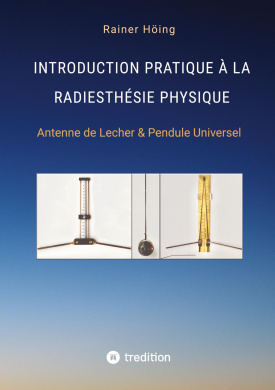 Rainer Höing
INTRODUCTION PRATIQUE À LA
RADIESTHÉSIE PHYSIQUE
Antenne de Lecher & Pendule Universel
tredition